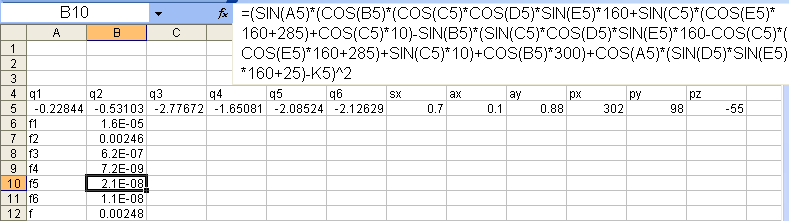 B10 fx =(SIN(A5)*(COS(B5)*(COS(C5)*COS(D5)*SIN(E5)*160+SIN(C5)*(COS(E5)*
160+285)+COS(C5)*10)-SIN(B5)*(SIN(C5)*COS(D5)*SIN(E5)*160-COS(C5)*(
COS(E5)*160+285)+SIN(C5)*10)+COS(B5)*300)+COS(A5)*(SIN(D5)*SIN(E5)
*160+25)-K5)^2
A B C
1
2
3
4 q1 q2 q3 q4 q5 q6 sx ax ay px py pz
5 -0.22844 -0.53103 -2.77672 -1.65081 -2.08524 -2.12629 0.7 0.1 0.88 302 98 -55
6 f1 1.6E-05
7 f2 0.00246
8 f3 6.2E-07
9 f4 7.2E-09
10 f5 2.1E-08
11 f6 1.1E-08
12 f 0.00248